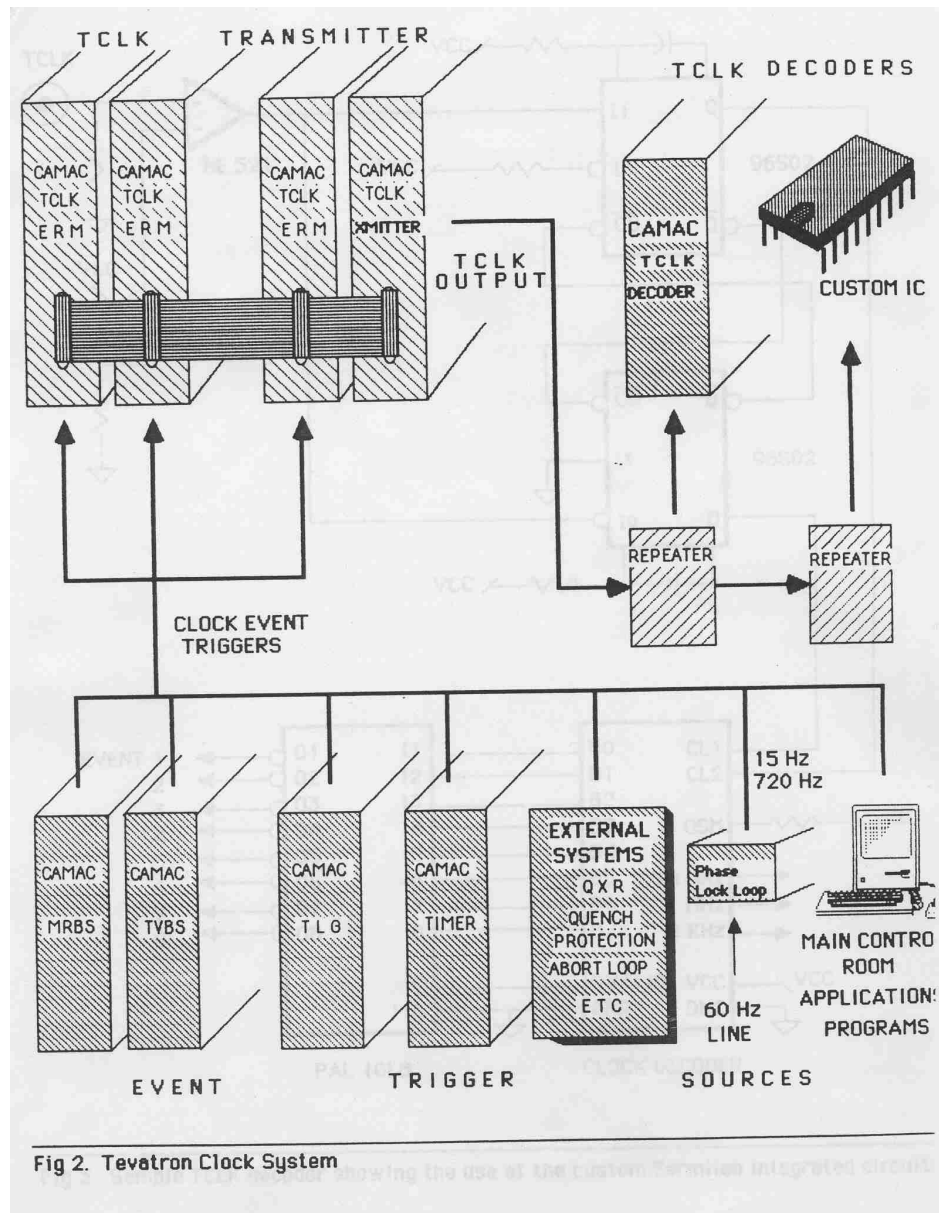 TCLK TRANSMITTER
TCLK DECODERS
CAMAC
TCLK
ERM
CAMAC
TCLK
ERM
CAMAC
TCLK
ERM
CAMAC
TCLK
XMITTER
TCLK
OUTPUT
CAMAC
TCLK
DECODER
CUSTOM IC
REPEATER
REPEATER
CLOCK EVENT
TRIGGERS
15 Hz
720 Hz
CAMAC
MRBS
CAMAC
TVBS
CAMAC
TLG
CAMAC
TIMER
EXTERNAL
SYSTEMS
QXR
QUENCH
PROTECTION
ABORT LOOP
ETC
Phase
Lock Loop
60 Hz
LINE
MAIN CONTRO
ROOM
APPLICATION
PROGRAMS
EVENT TRIGGER SOURCES
Fig 2. Tevatron Clock System